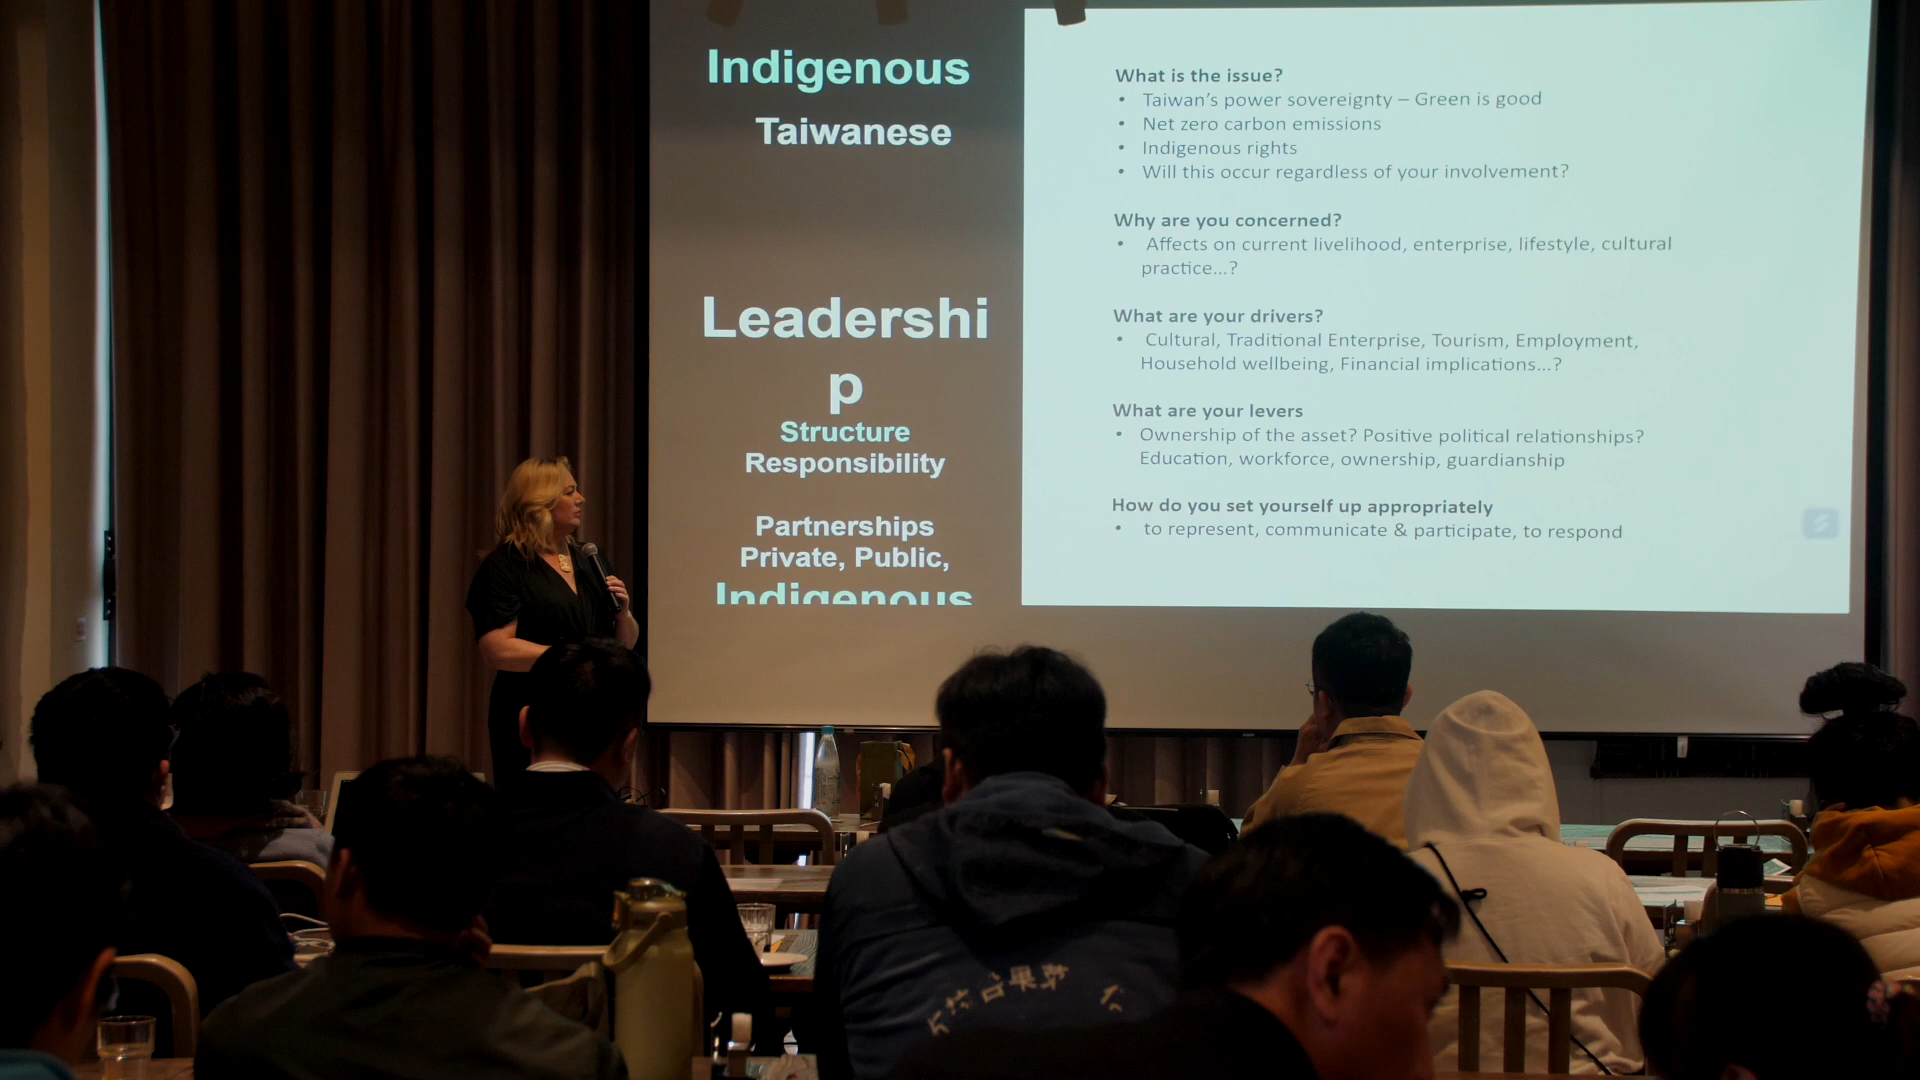 Indigenous
Taiwanese
Leadershi
p
Structure
Responsibility
Partnerships
Private, Public,
Indigenous
What is the issue?
• Taiwan’s power sovereignty – Green is good
• Net zero carbon emissions
• Indigenous rights
• Will this occur regardless of your involvement?
Why are you concerned?
• Affects on current livelihood, enterprise, lifestyle, cultural
practice...?
What are your drivers?
• Cultural, Traditional Enterprise, Tourism, Employment,
Household wellbeing, Financial implications...?
What are your levers
• Ownership of the asset? Positive political relationships?
Education, workforce, ownership, guardianship
How do you set yourself up appropriately
• to represent, communicate & participate, to respond